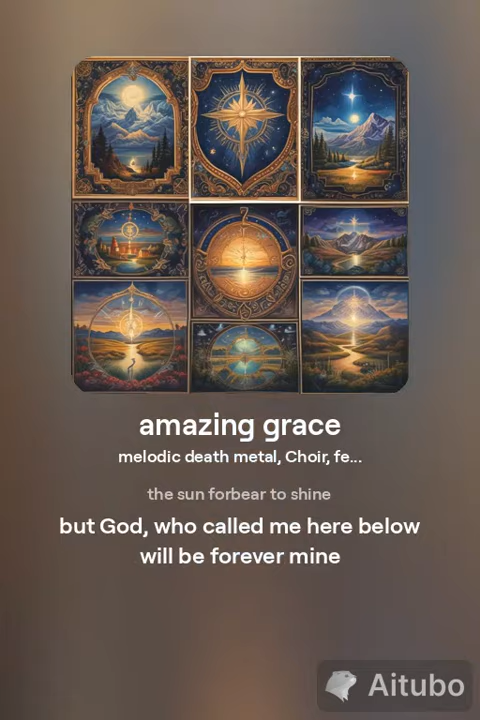 amazing grace
melodic death metal, Choir, fe...
the sun forbear to shine
but God, who called me here below
will be forever mine
Aitubo